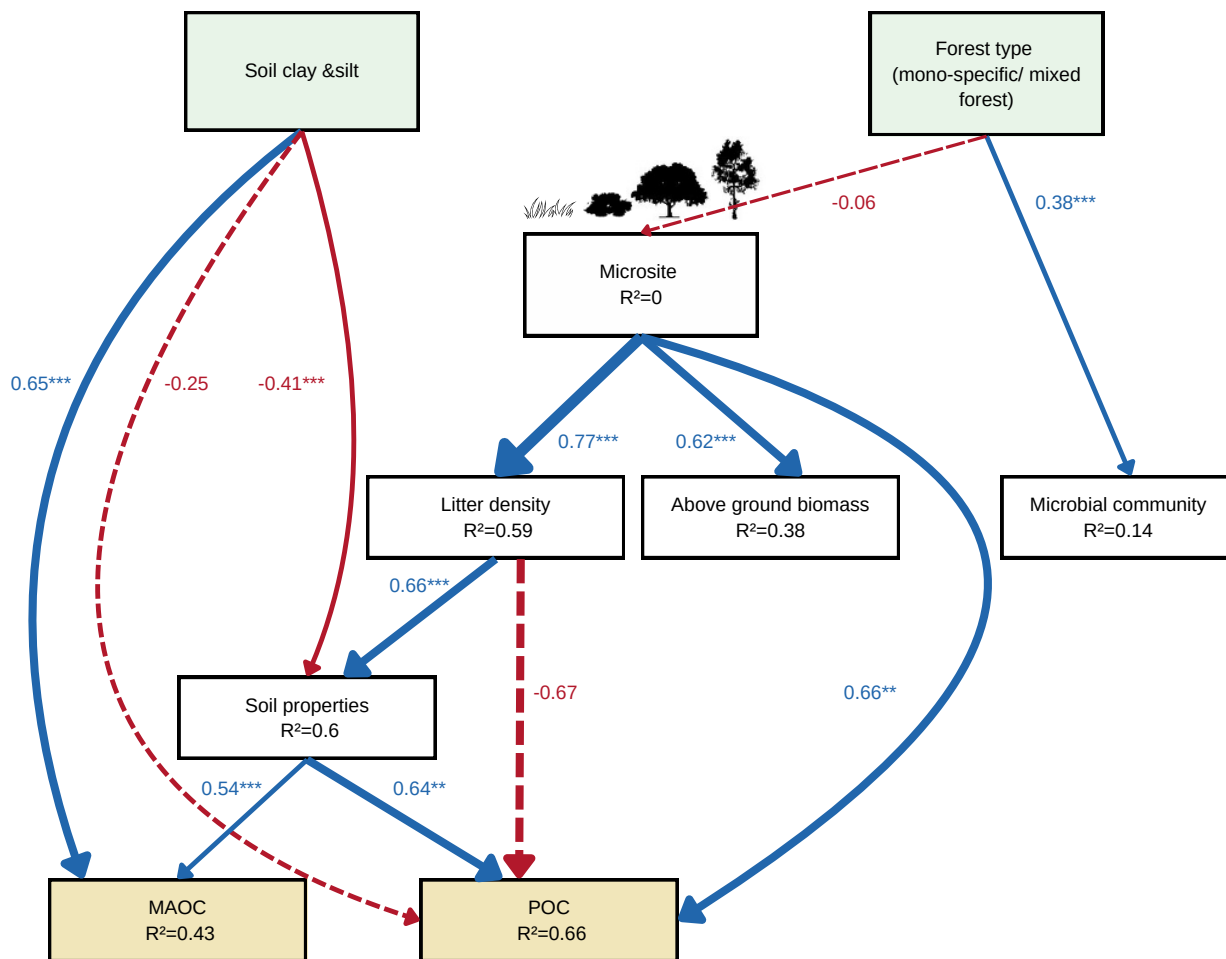 Soil clay &silt
Forest type
(mono-specific/ mixed
forest)
-0.06
0.38***
Microsite
R²=0
0.65***
-0.25
-0.41***
0.77***
0.62***
Litter density
R²=0.59
Above ground biomass
R²=0.38
Microbial community
R²=0.14
0.66***
Soil properties
R²=0.6
-0.67
0.66**
0.54***
0.64**
MAOC
R²=0.43
POC
R²=0.66